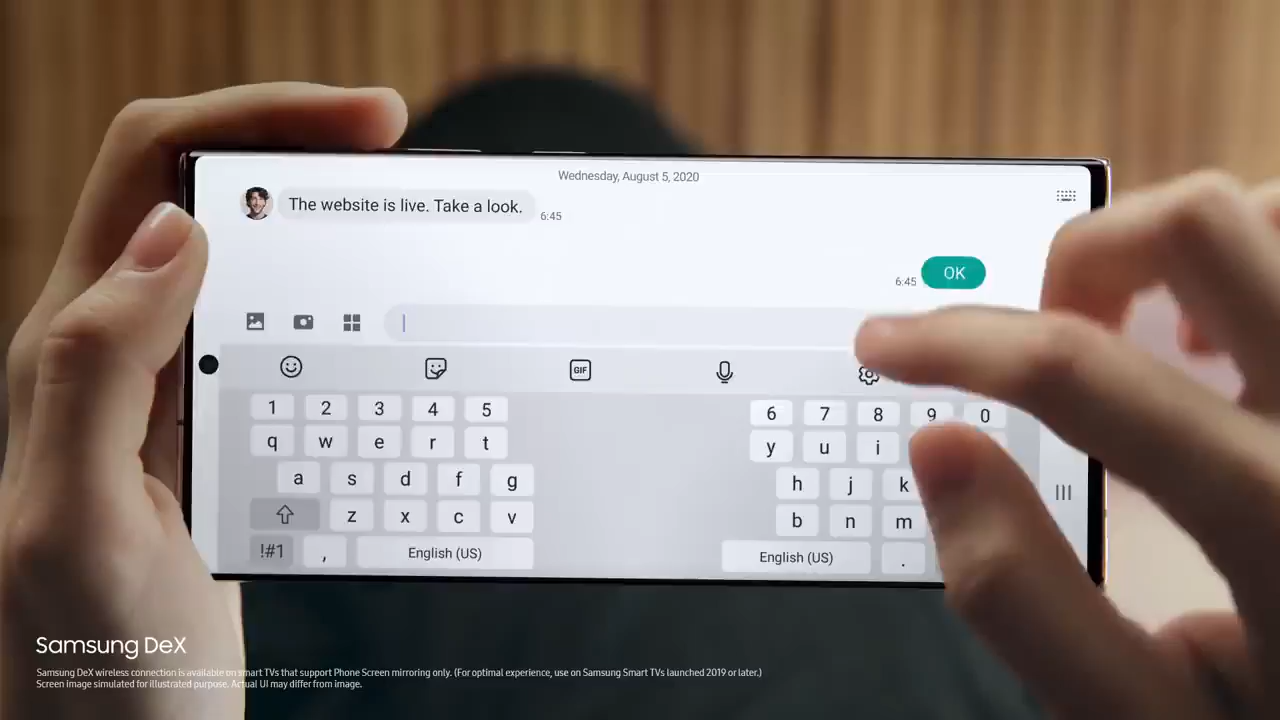 Wednesday, August 5, 2020
The website is live. Take a look. 6:45
6:45 OK
GIF
1 2 3 4 5 6 7 8 9 0
q w e r t y u i
a s d f g h j k
z x c v b n m
!#1 , English (US) English (US) .
Samsung DeX
Samsung DeX wireless connection is available on smart TVs that support Phone Screen mirroring only. (For optimal experience, use on Samsung Smart TVs launched 2019 or later.)
Screen image simulated for illustrated purpose. Actual UI may differ from image.